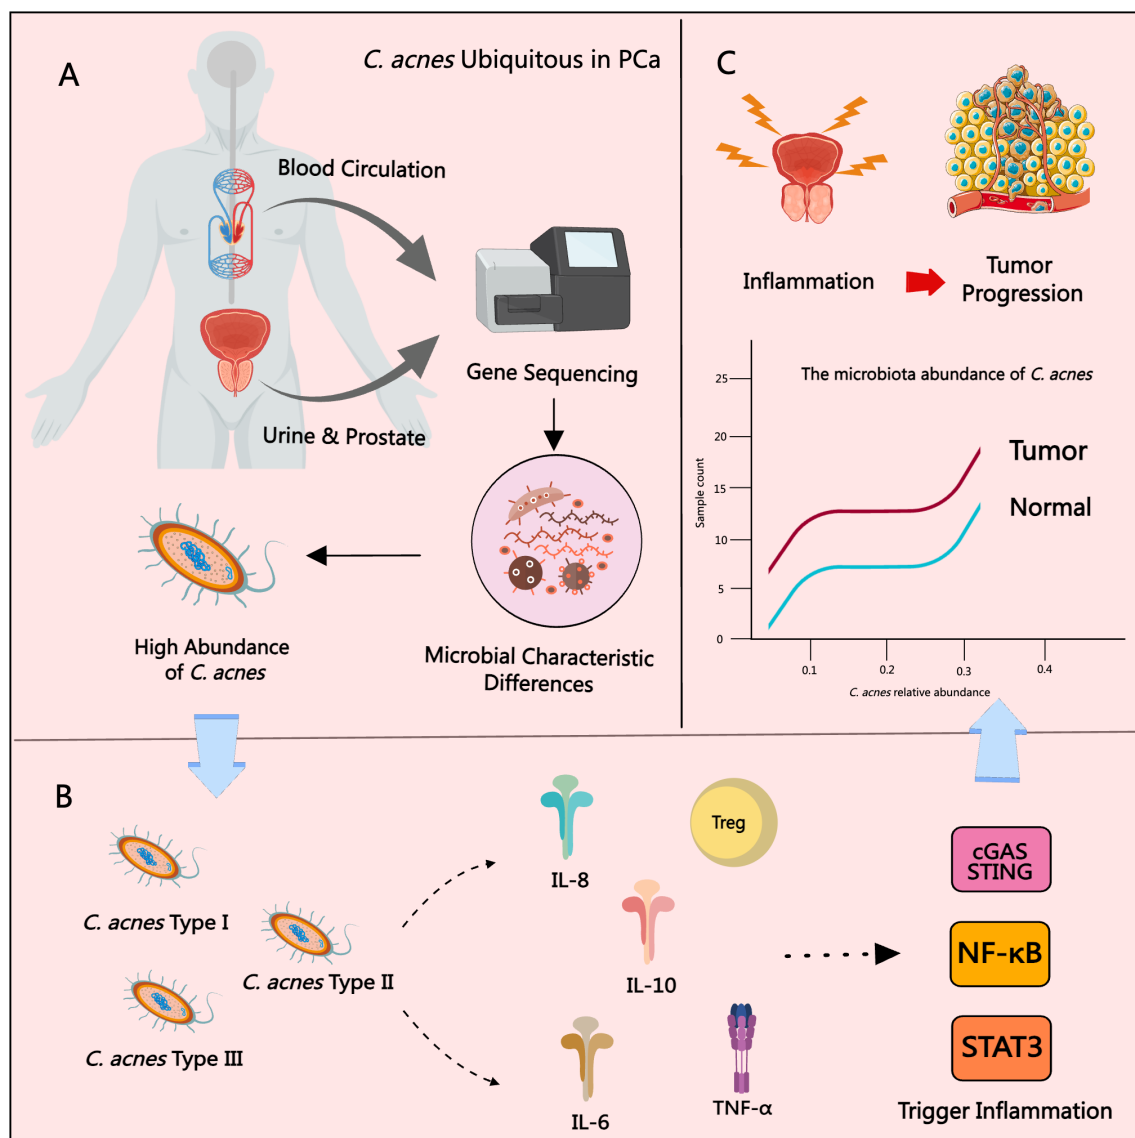 A
C. acnes Ubiquitous in PCa
Blood Circulation
Urine & Prostate
Gene Sequencing
Microbial Characteristic
Differences
High Abundance
of C. acnes
C
Inflammation
Tumor
Progression
The microbiota abundance of C. acnes
Sample count
25
20
15
10
5
0
Tumor
Normal
0.1
0.2
0.3
0.4
C. acnes relative abundance
B
C. acnes Type I
C. acnes Type II
C. acnes Type III
IL-8
Treg
IL-10
IL-6
TNF-α
cGAS
STING
NF-κB
STAT3
Trigger Inflammation